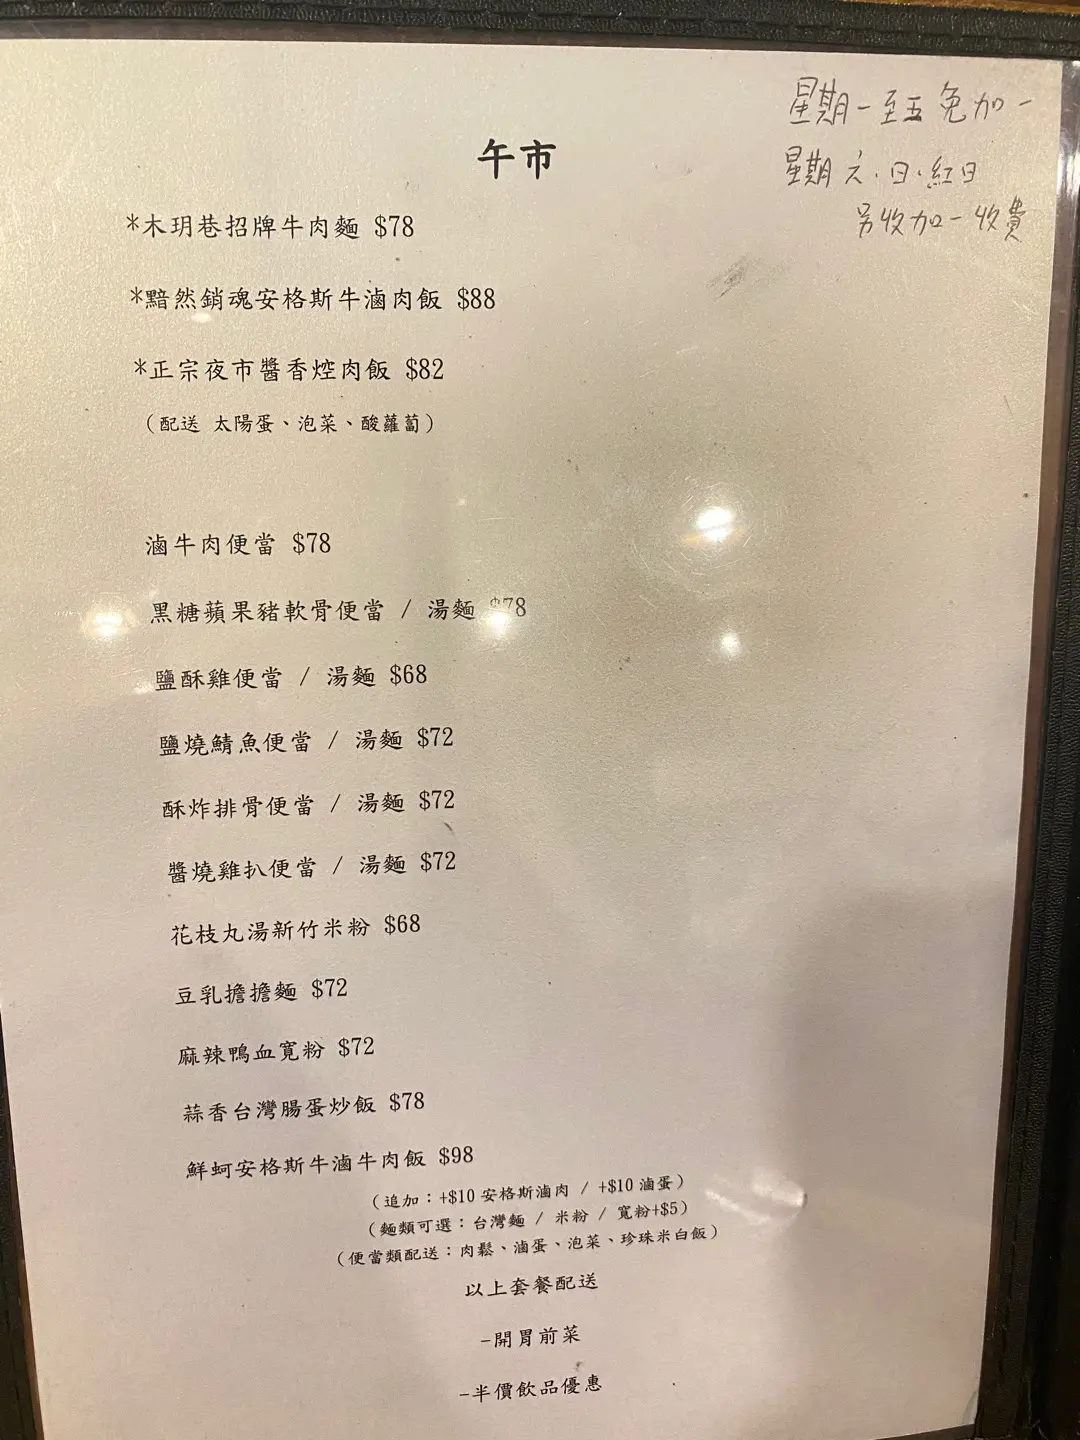 星期一至五免加一
星期六·日·紅日
另收加一收費
午市
*木玥巷招牌牛肉麵 $78
*黯然銷魂安格斯牛滷肉飯 $88
*正宗夜市醬香焢肉飯 $82
（配送 太陽蛋、泡菜、酸蘿蔔）
滷牛肉便當 $78
黑糖蘋果豬軟骨便當 / 湯麵 $78
鹽酥雞便當 / 湯麵 $68
鹽燒鯖魚便當 / 湯麵 $72
酥炸排骨便當 / 湯麵 $72
醬燒雞扒便當 / 湯麵 $72
花枝丸湯新竹米粉 $68
豆乳擔擔麵 $72
麻辣鴨血寬粉 $72
蒜香台灣腸蛋炒飯 $78
鮮蚵安格斯牛滷牛肉飯 $98
（追加：+$10 安格斯滷肉 / +$10 滷蛋）
（麵類可選：台灣麵 / 米粉 / 寬粉+$5）
（便當類配送：肉鬆、滷蛋、泡菜、珍珠米白飯）
以上套餐配送
-開胃前菜
-半價飲品優惠